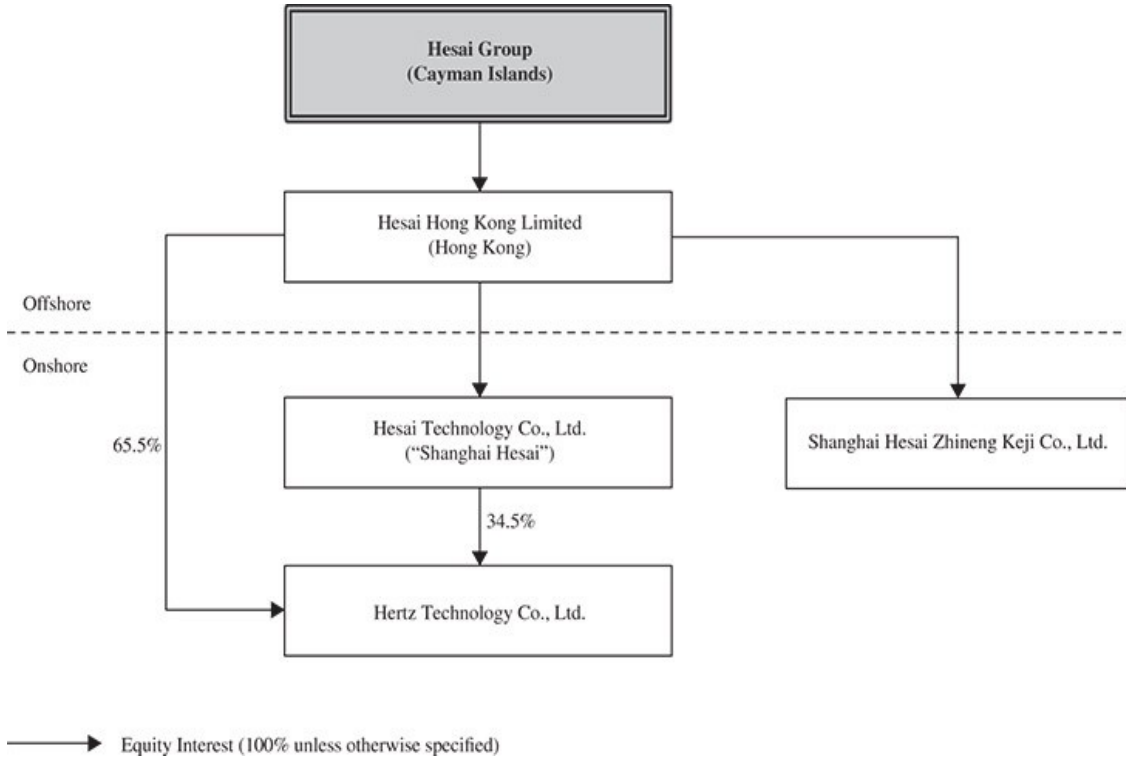 Hesai Group
(Cayman Islands)
Hesai Hong Kong Limited
(Hong Kong)
Offshore
Onshore
Hesai Technology Co., Ltd.
(“Shanghai Hesai”)
65.5%
Shanghai Hesai Zhineng Keji Co., Ltd.
34.5%
Hertz Technology Co., Ltd.
Equity Interest (100% unless otherwise specified)